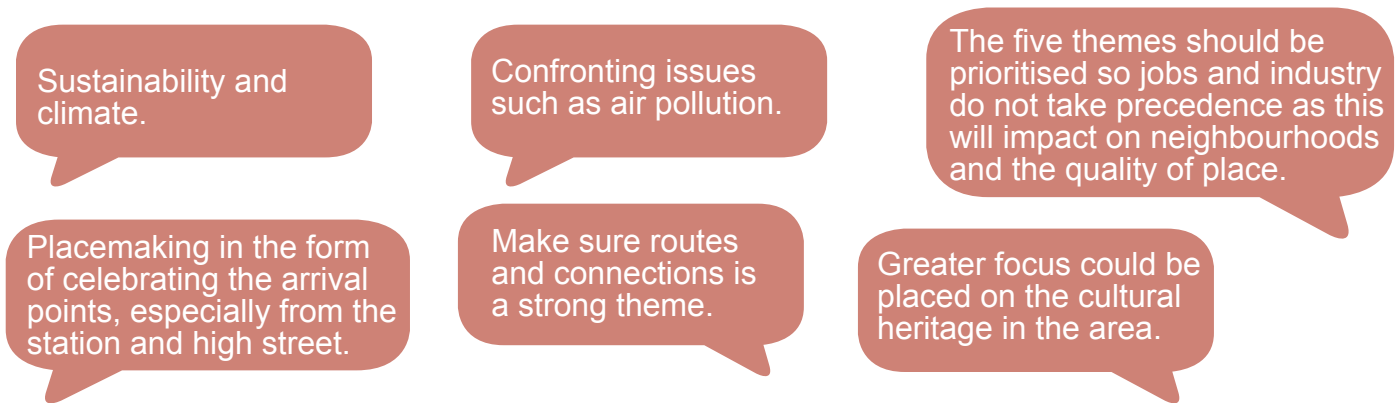 Sustainability and
climate.
Confronting issues
such as air pollution.
The five themes should be
prioritised so jobs and industry
do not take precedence as this
will impact on neighbourhoods
and the quality of place.
Placemaking in the form
of celebrating the arrival
points, especially from the
station and high street.
Make sure routes
and connections is
a strong theme.
Greater focus could be
placed on the cultural
heritage in the area.